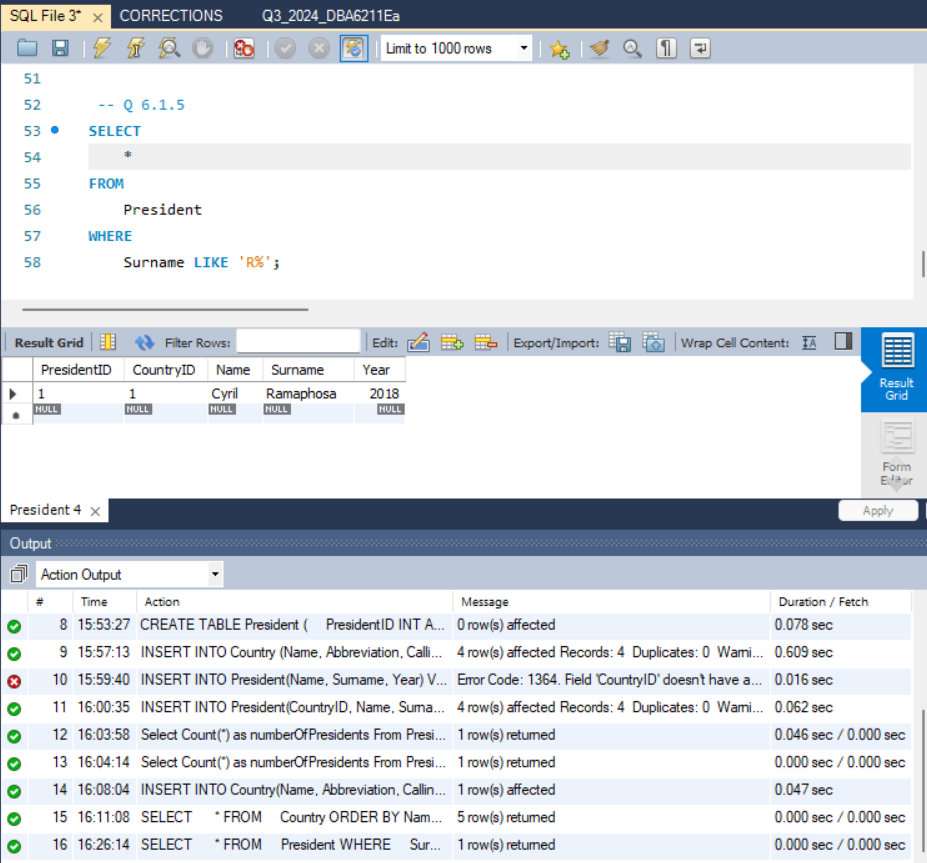 SQL File 3* × CORRECTIONS Q3_2024_DBA6211Ea
Limit to 1000 rows
51
52 -- Q 6.1.5
53 SELECT
54 *
55 FROM
56 President
57 WHERE
58 Surname LIKE 'R%';
Result Grid Filter Rows: Edit: Export/Import: Wrap Cell Content: IA
PresidentID CountryID Name Surname Year
1 1 Cyril Ramaphosa 2018
NULL NULL NULL NULL NULL
Result Grid
Form Editor
President 4 × Apply
Output
Action Output
# Time Action Message Duration / Fetch
8 15:53:27 CREATE TABLE President ( PresidentID INT A... 0 row(s) affected 0.078 sec
9 15:57:13 INSERT INTO Country (Name, Abbreviation, Calli... 4 row(s) affected Records: 4 Duplicates: 0 Warni... 0.609 sec
10 15:59:40 INSERT INTO President(Name, Surname, Year) V... Error Code: 1364. Field 'CountryID' doesn't have a... 0.016 sec
11 16:00:35 INSERT INTO President(CountryID, Name, Surna... 4 row(s) affected Records: 4 Duplicates: 0 Warni... 0.062 sec
12 16:03:58 Select Count(*) as numberOfPresidents From Presi... 1 row(s) returned 0.046 sec / 0.000 sec
13 16:04:14 Select Count(*) as numberOfPresidents From Presi... 1 row(s) returned 0.000 sec / 0.000 sec
14 16:08:04 INSERT INTO Country(Name, Abbreviation, Callin... 1 row(s) affected 0.047 sec
15 16:11:08 SELECT * FROM Country ORDER BY Nam... 5 row(s) returned 0.000 sec / 0.000 sec
16 16:26:14 SELECT * FROM President WHERE Sur... 1 row(s) returned 0.000 sec / 0.000 sec